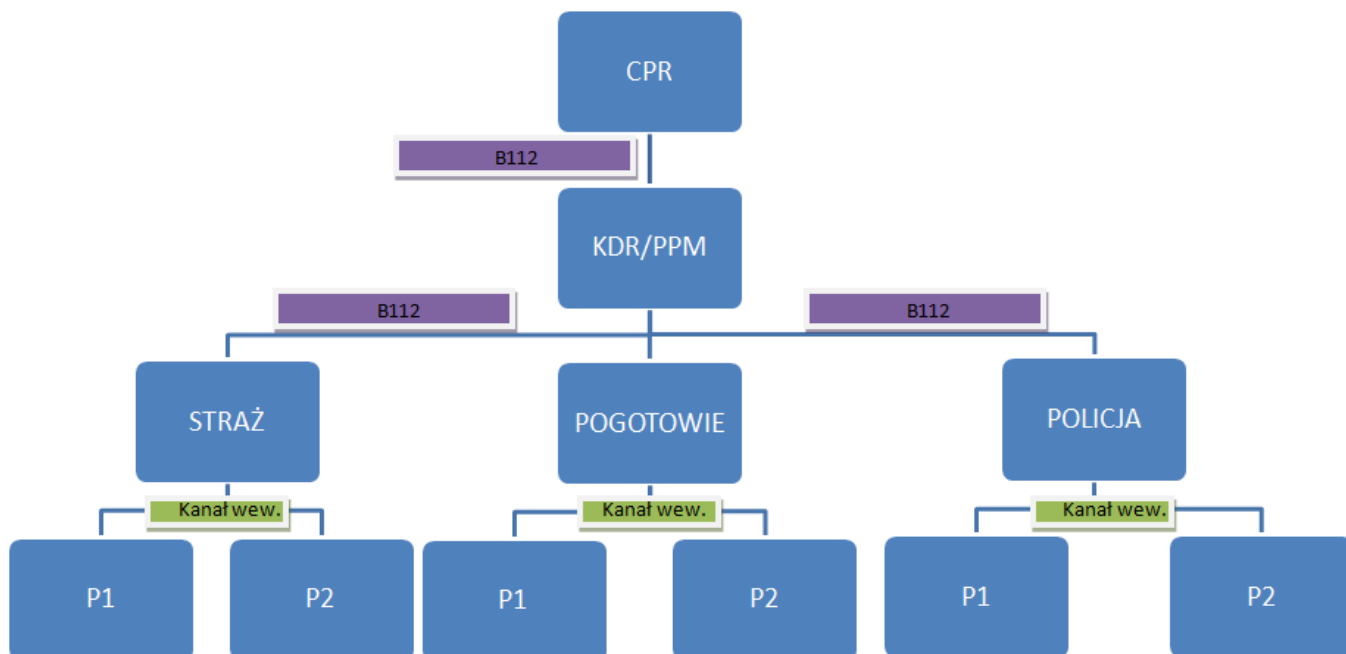 CPR
B112
KDR/PPM
B112
B112
STRAŻ
POGOTOWIE
POLICJA
Kanał wew.
Kanał wew.
Kanał wew.
P1
P2
P1
P2
P1
P2